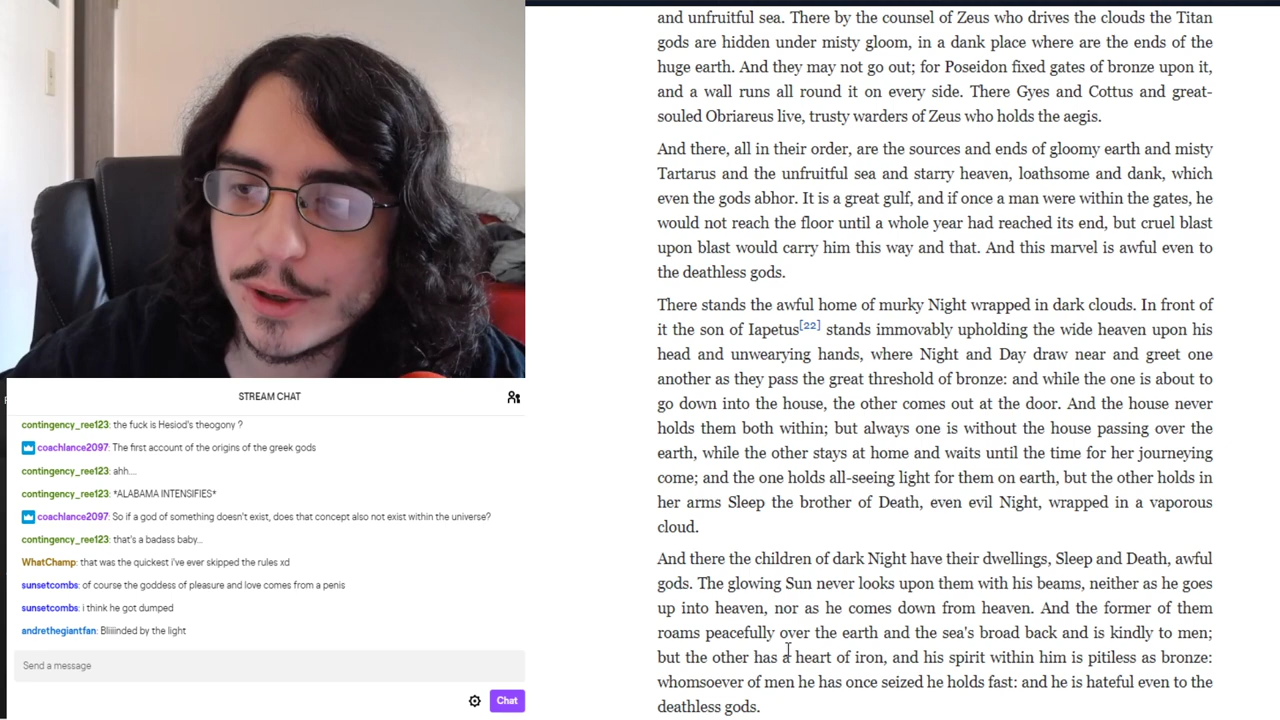 STREAM CHAT
contingency_ree123: the fuck is Hesiod's theogony ?
coachlance2097: The first account of the origins of the greek gods
contingency_ree123: ahh....
contingency_ree123: *ALABAMA INTENSIFIES*
coachlance2097: So if a god of something doesn't exist, does that concept also not exist within the universe?
contingency_ree123: that's a badass baby...
WhatChamp: that was the quickest i've ever skipped the rules xd
sunsetcombs: of course the goddess of pleasure and love comes from a penis
sunsetcombs: i think he got dumped
andrethegiantfan: Bliiiinded by the light
Send a message
Chat
and unfruitful sea. There by the counsel of Zeus who drives the clouds the Titan
gods are hidden under misty gloom, in a dank place where are the ends of the
huge earth. And they may not go out; for Poseidon fixed gates of bronze upon it,
and a wall runs all round it on every side. There Gyes and Cottus and great-
souled Obriareus live, trusty warders of Zeus who holds the aegis.
And there, all in their order, are the sources and ends of gloomy earth and misty
Tartarus and the unfruitful sea and starry heaven, loathsome and dank, which
even the gods abhor. It is a great gulf, and if once a man were within the gates, he
would not reach the floor until a whole year had reached its end, but cruel blast
upon blast would carry him this way and that. And this marvel is awful even to
the deathless gods.
There stands the awful home of murky Night wrapped in dark clouds. In front of
it the son of Iapetus[22] stands immovably upholding the wide heaven upon his
head and unwearying hands, where Night and Day draw near and greet one
another as they pass the great threshold of bronze: and while the one is about to
go down into the house, the other comes out at the door. And the house never
holds them both within; but always one is without the house passing over the
earth, while the other stays at home and waits until the time for her journeying
come; and the one holds all-seeing light for them on earth, but the other holds in
her arms Sleep the brother of Death, even evil Night, wrapped in a vaporous
cloud.
And there the children of dark Night have their dwellings, Sleep and Death, awful
gods. The glowing Sun never looks upon them with his beams, neither as he goes
up into heaven, nor as he comes down from heaven. And the former of them
roams peacefully over the earth and the sea's broad back and is kindly to men;
but the other has a heart of iron, and his spirit within him is pitiless as bronze:
whomsoever of men he has once seized he holds fast: and he is hateful even to the
deathless gods.